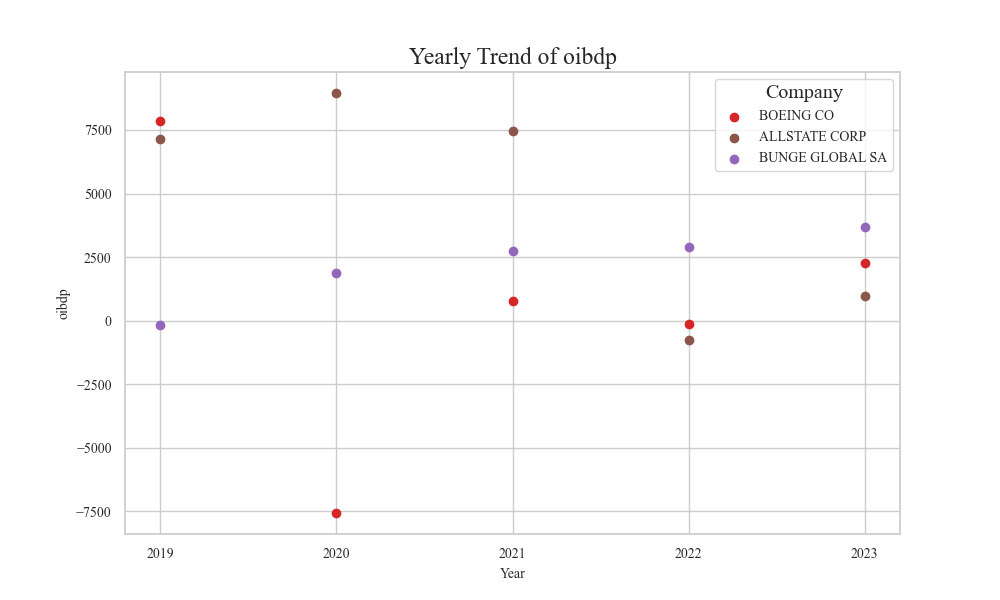 Yearly Trend of oibdp
Company
BOEING CO
ALLSTATE CORP
BUNGE GLOBAL SA
7500
5000
2500
0
−2500
−5000
−7500
oibdp
2019 2020 2021 2022 2023
Year